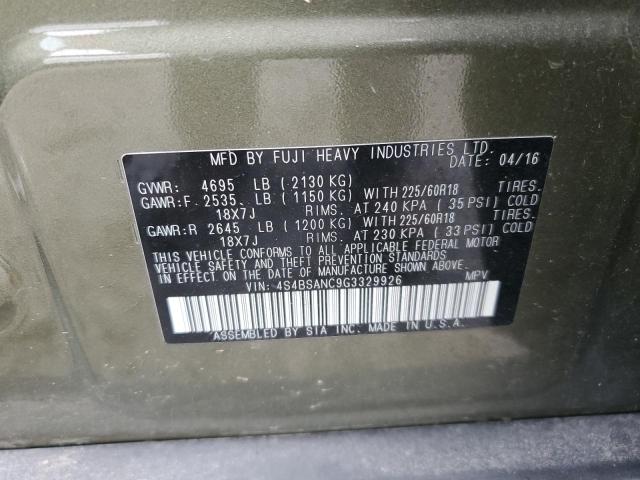 MFD BY FUJI HEAVY INDUSTRIES LTD.
DATE: 04/16
GVWR: 4695 LB ( 2130 KG)
GAWR:F 2535 LB ( 1150 KG) WITH 225/60R18 TIRES.
18X7J RIMS. AT 240 KPA ( 35 PSI) COLD
GAWR:R 2645 LB ( 1200 KG) WITH 225/60R18 TIRES.
18X7J RIMS. AT 230 KPA ( 33 PSI) COLD
THIS VEHICLE CONFORMS TO ALL APPLICABLE FEDERAL MOTOR
VEHICLE SAFETY AND THEFT PREVENTION STANDARDS
IN EFFECT ON THE DATE OF MANUFACTURE SHOWN ABOVE.
VIN: 4S4BSANC9G3329926 MPV
ASSEMBLED BY SIA INC. MADE IN U.S.A.